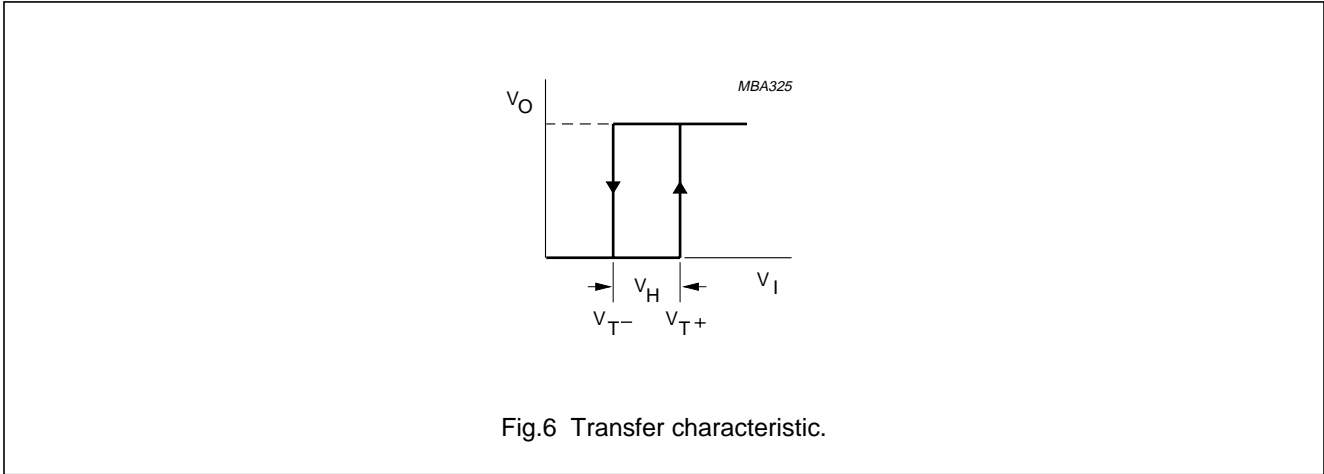 MBA325
VO
VH
VI
VT− VT+
Fig.6 Transfer characteristic.